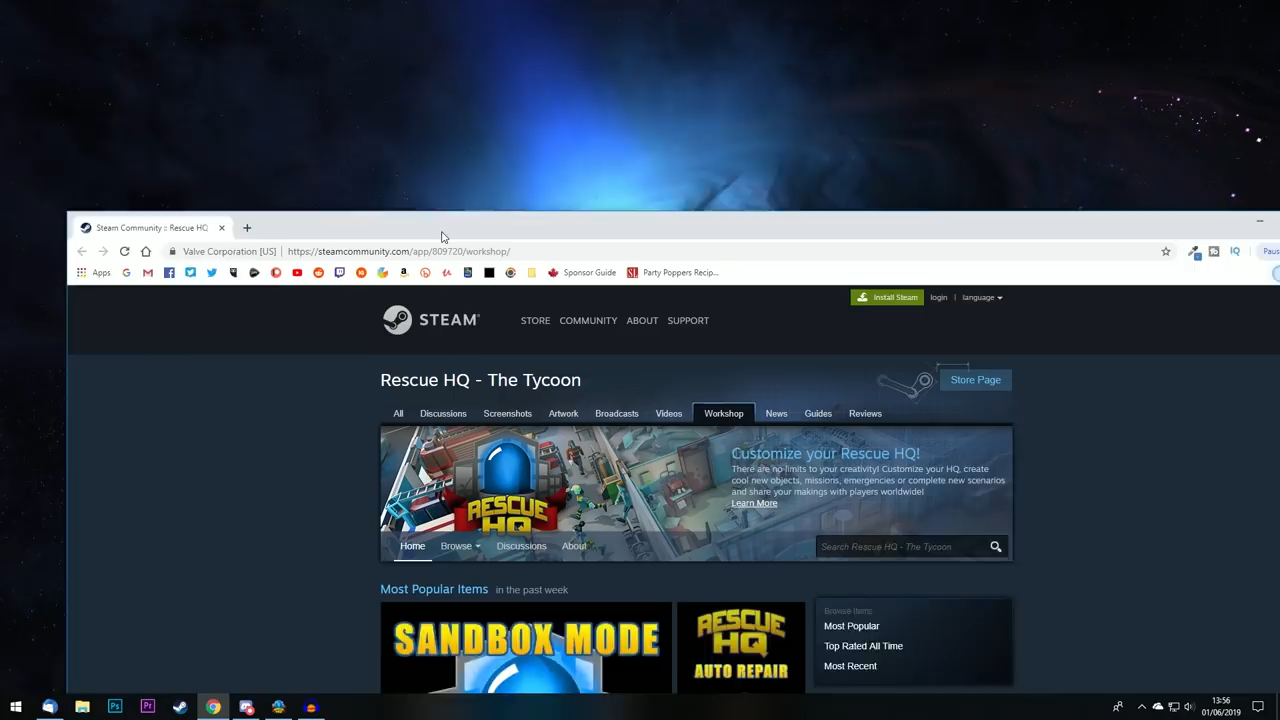 Steam Community :: Rescue HQ
Valve Corporation [US] | https://steamcommunity.com/app/809720/workshop/
Paus
Apps
Sponsor Guide
Party Poppers Recip...
Install Steam
login | language
STEAM®
STORE COMMUNITY ABOUT SUPPORT
Rescue HQ - The Tycoon
Store Page
All Discussions Screenshots Artwork Broadcasts Videos Workshop News Guides Reviews
Customize your Rescue HQ!
There are no limits to your creativity! Customize your HQ, create
cool new objects, missions, emergencies or complete new scenarios
and share your makings with players worldwide!
Learn More
RESCUE
HQ
Home Browse Discussions About
Search Rescue HQ - The Tycoon
Most Popular Items in the past week
SANDBOX MODE
RESCUE
HQ
AUTO REPAIR
Browse Items
Most Popular
Top Rated All Time
Most Recent
Ps
Pr
13:56
01/06/2019